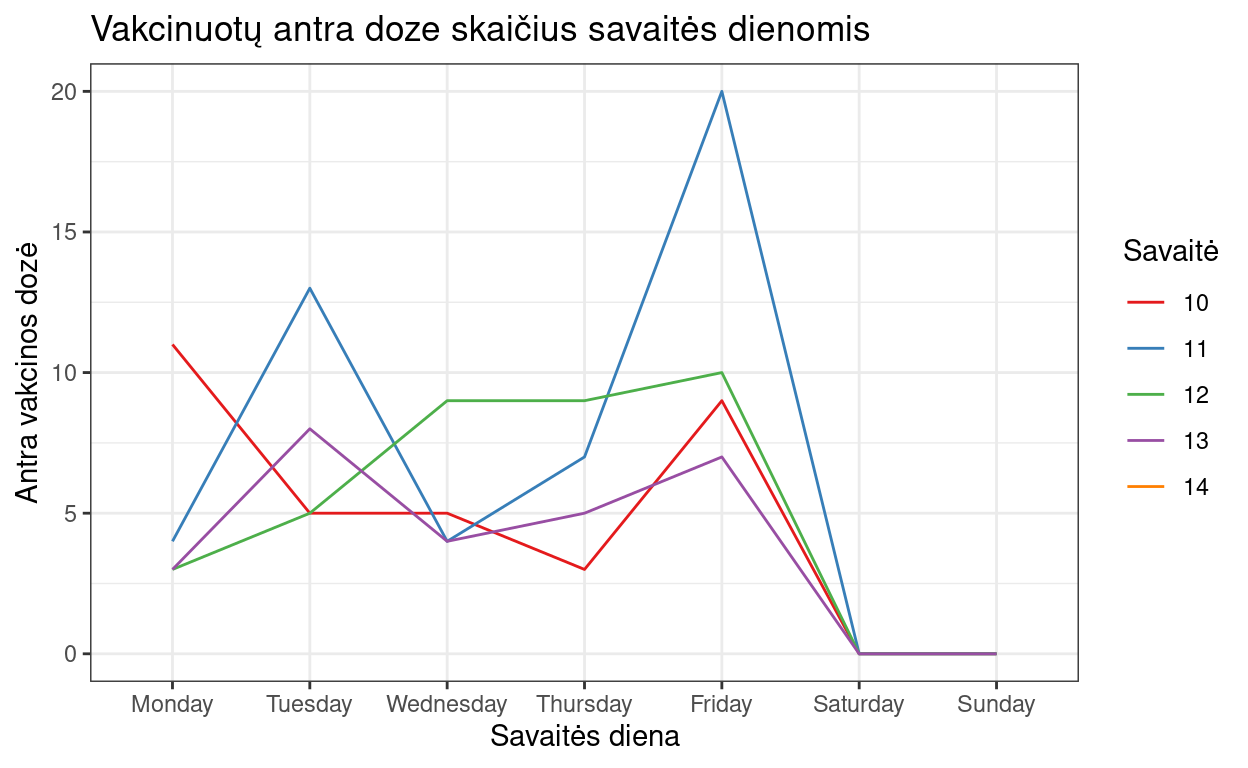 Vakcinuotų antra doze skaičius savaitės dienomis
Antra vakcinos dozė
20
15
10
5
0
Monday Tuesday Wednesday Thursday Friday Saturday Sunday
Savaitės diena
Savaitė
10
11
12
13
14